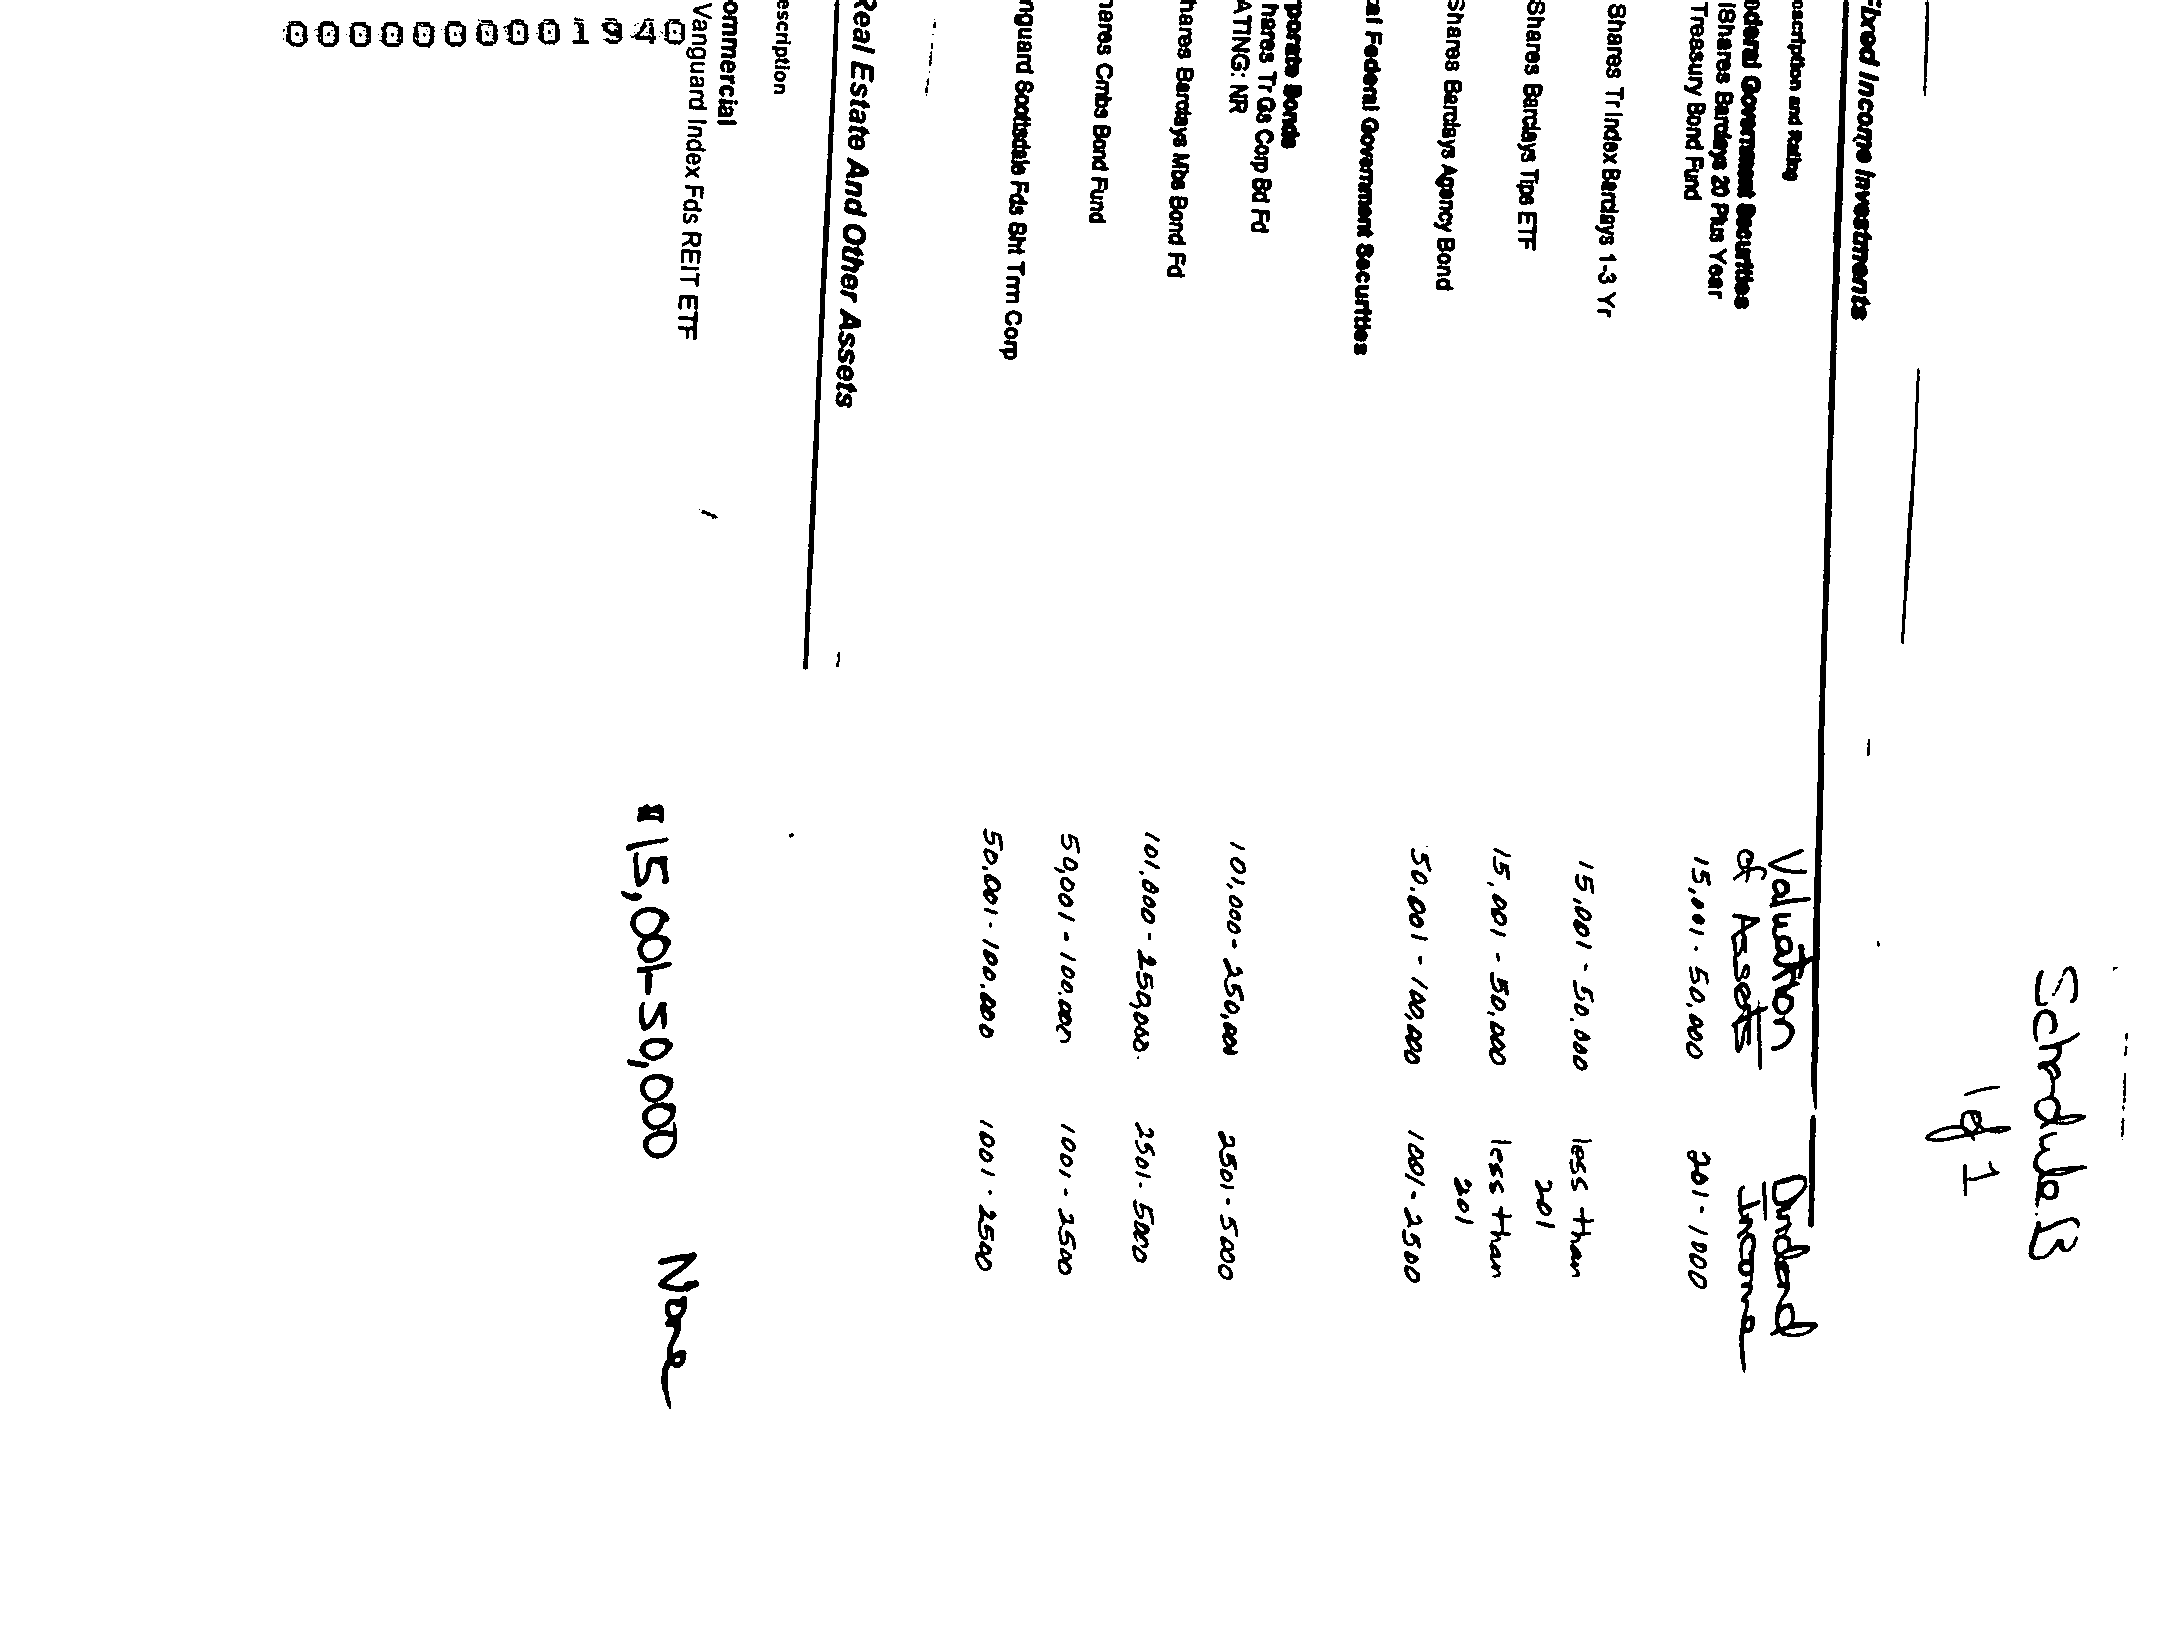 Schedule B
1 of 1
Fixed Income Investments
Valuation of Assets
Dividend Income
escription and Rating
ederal Government Securities
iShares Barclays 20 Plus Year
Treasury Bond Fund 15,001 - 50,000 201 - 1000
Shares Tr Index Barclays 1-3 Yr 15,001 - 50.000 less than 201
Shares Barclays Tips ETF 15,001 - 50,000 less than 201
Shares Barclays Agency Bond 50.001 - 100,000 1001 - 2500
al Federal Government Securities
porate Bonds
hares Tr Gs Corp Bd Fd 101,000 - 250,000 2501 - 5000
ATING: NR
hares Barclays Mbs Bond Fd 101,000 - 250,000. 2501 - 5000
hares Cmbs Bond Fund 50,001 - 100.000 1001 - 2500
nguard Scottsdale Fds Sht Trm Corp 50.001 - 100.000 1001 - 2500
Real Estate And Other Assets
escription
ommercial
Vanguard Index Fds REIT ETF 15,001-50,000 None
0000000001940